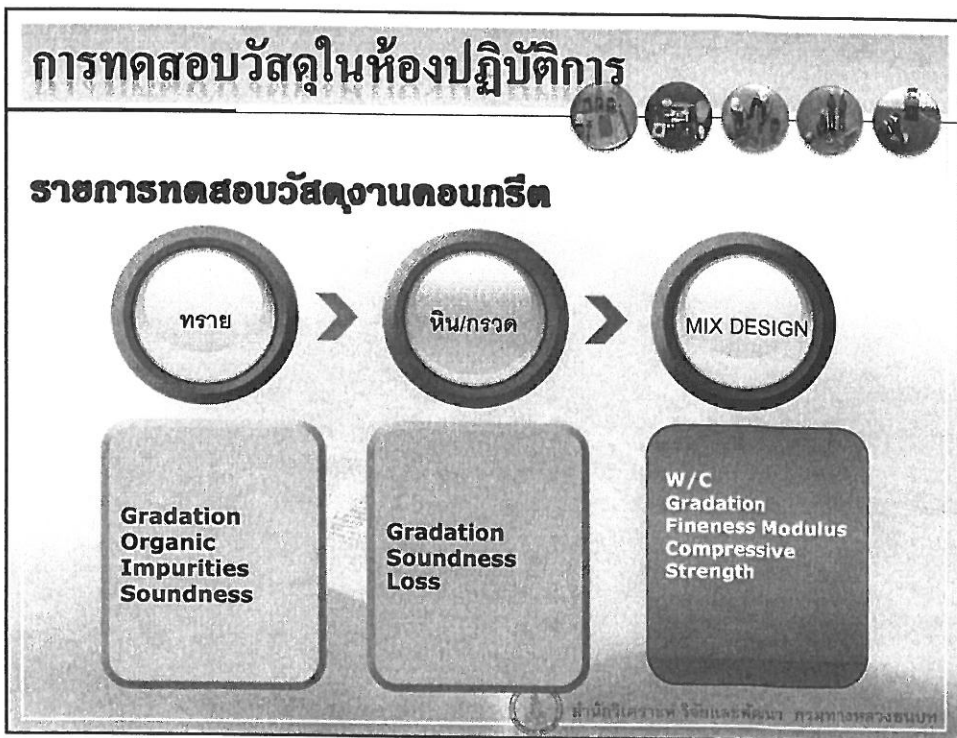 การทดสอบวัสดุในห้องปฏิบัติการ
รายการทดสอบวัสดุงานคอนกรีต
ทราย
หิน/กรวด
MIX DESIGN
Gradation
Organic
Impurities
Soundness
Gradation
Soundness
Loss
W/C
Gradation
Fineness Modulus
Compressive
Strength
สำนักวิเคราะห์ วิจัยและพัฒนา กรมทางหลวงชนบท